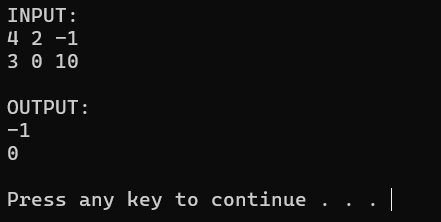 INPUT:
4 2 -1
3 0 10
OUTPUT:
-1
0
Press any key to continue . . .